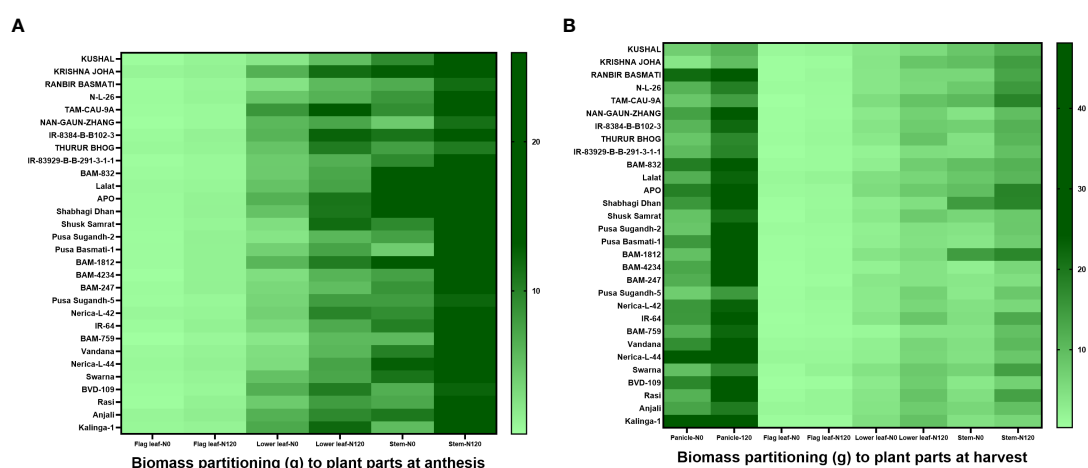 A
KUSHAL
KRISHNA JOHA
RANBIR BASMATI
N-L-26
TAM-CAU-9A
NAN-GAUN-ZHANG
IR-8384-B-B102-3
THURUR BHOG
IR-83929-B-B-291-3-1-1
BAM-832
Lalat
APO
Shabhagi Dhan
Shusk Samrat
Pusa Sugandh-2
Pusa Basmati-1
BAM-1812
BAM-4234
BAM-247
Pusa Sugandh-5
Nerica-L-42
IR-64
BAM-759
Vandana
Nerica-L-44
Swarna
BVD-109
Rasi
Anjali
Kalinga-1
Flag leaf-N0 Flag leaf-N120 Lower leaf-N0 Lower leaf-N120 Stem-N0 Stem-N120
20
10
Biomass partitioning (g) to plant parts at anthesis
B
KUSHAL
KRISHNA JOHA
RANBIR BASMATI
N-L-26
TAM-CAU-9A
NAN-GAUN-ZHANG
IR-8384-B-B102-3
THURUR BHOG
IR-83929-B-B-291-3-1-1
BAM-832
Lalat
APO
Shabhagi Dhan
Shusk Samrat
Pusa Sugandh-2
Pusa Basmati-1
BAM-1812
BAM-4234
BAM-247
Pusa Sugandh-5
Nerica-L-42
IR-64
BAM-759
Vandana
Nerica-L-44
Swarna
BVD-109
Rasi
Anjali
Kalinga-1
Panicle-N0 Panicle-120 Flag leaf-N0 Flag leaf-N120 Lower leaf-N0 Lower leaf-N120 Stem-N0 Stem-N120
40
30
20
10
Biomass partitioning (g) to plant parts at harvest